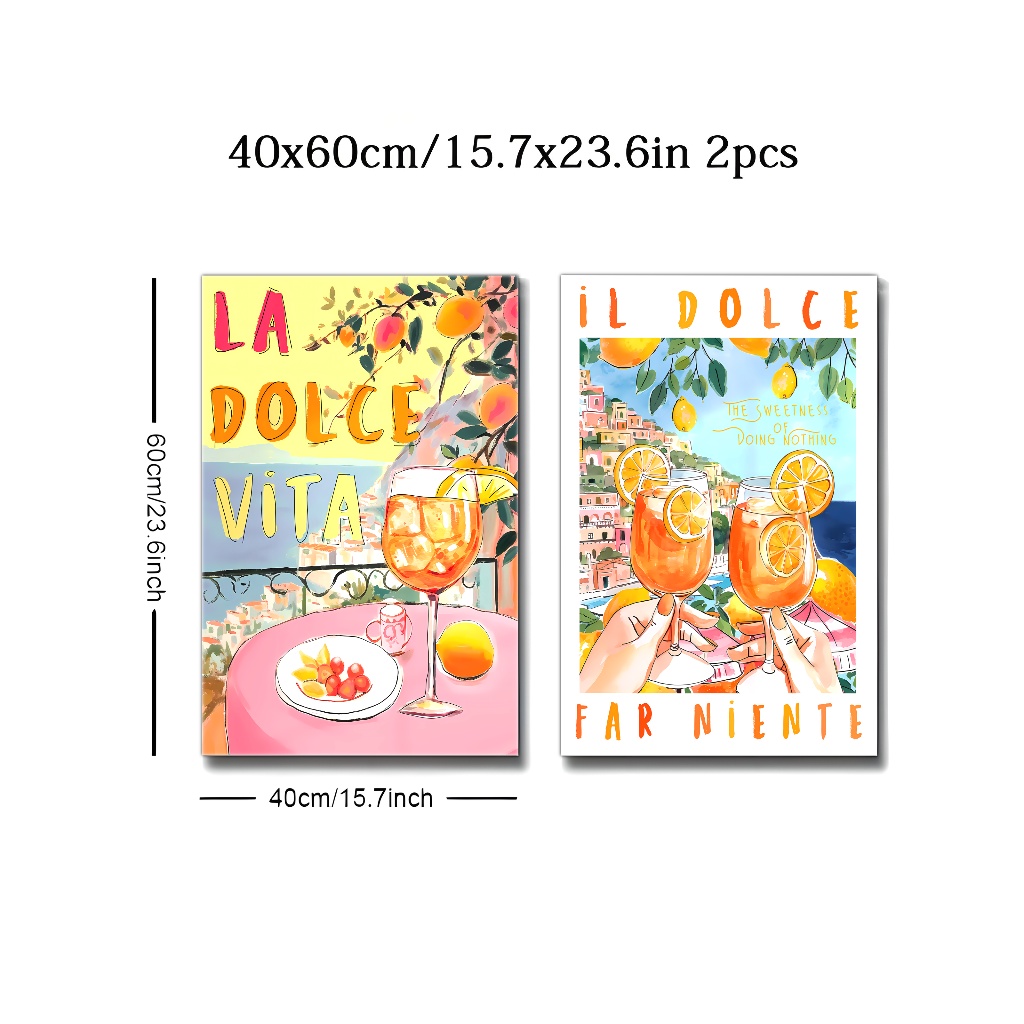 40x60cm/15.7x23.6in 2pcs
LA
DOLCE
VITA
iL DOLCE
THE SWEETNESS
OF
DOING NOTHING
FAR NiENTE
60cm/23.6inch
40cm/15.7inch